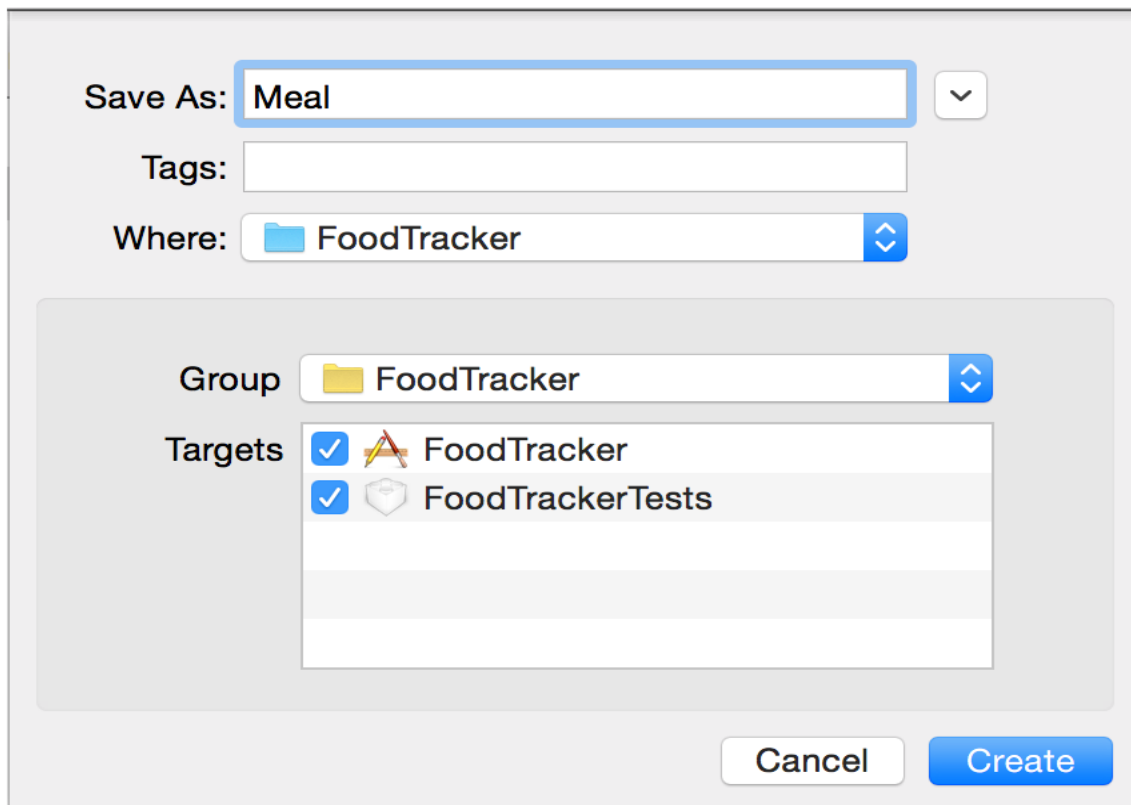 Save As: Meal
Tags:
Where: FoodTracker
Group FoodTracker
Targets FoodTracker
FoodTrackerTests
Cancel Create